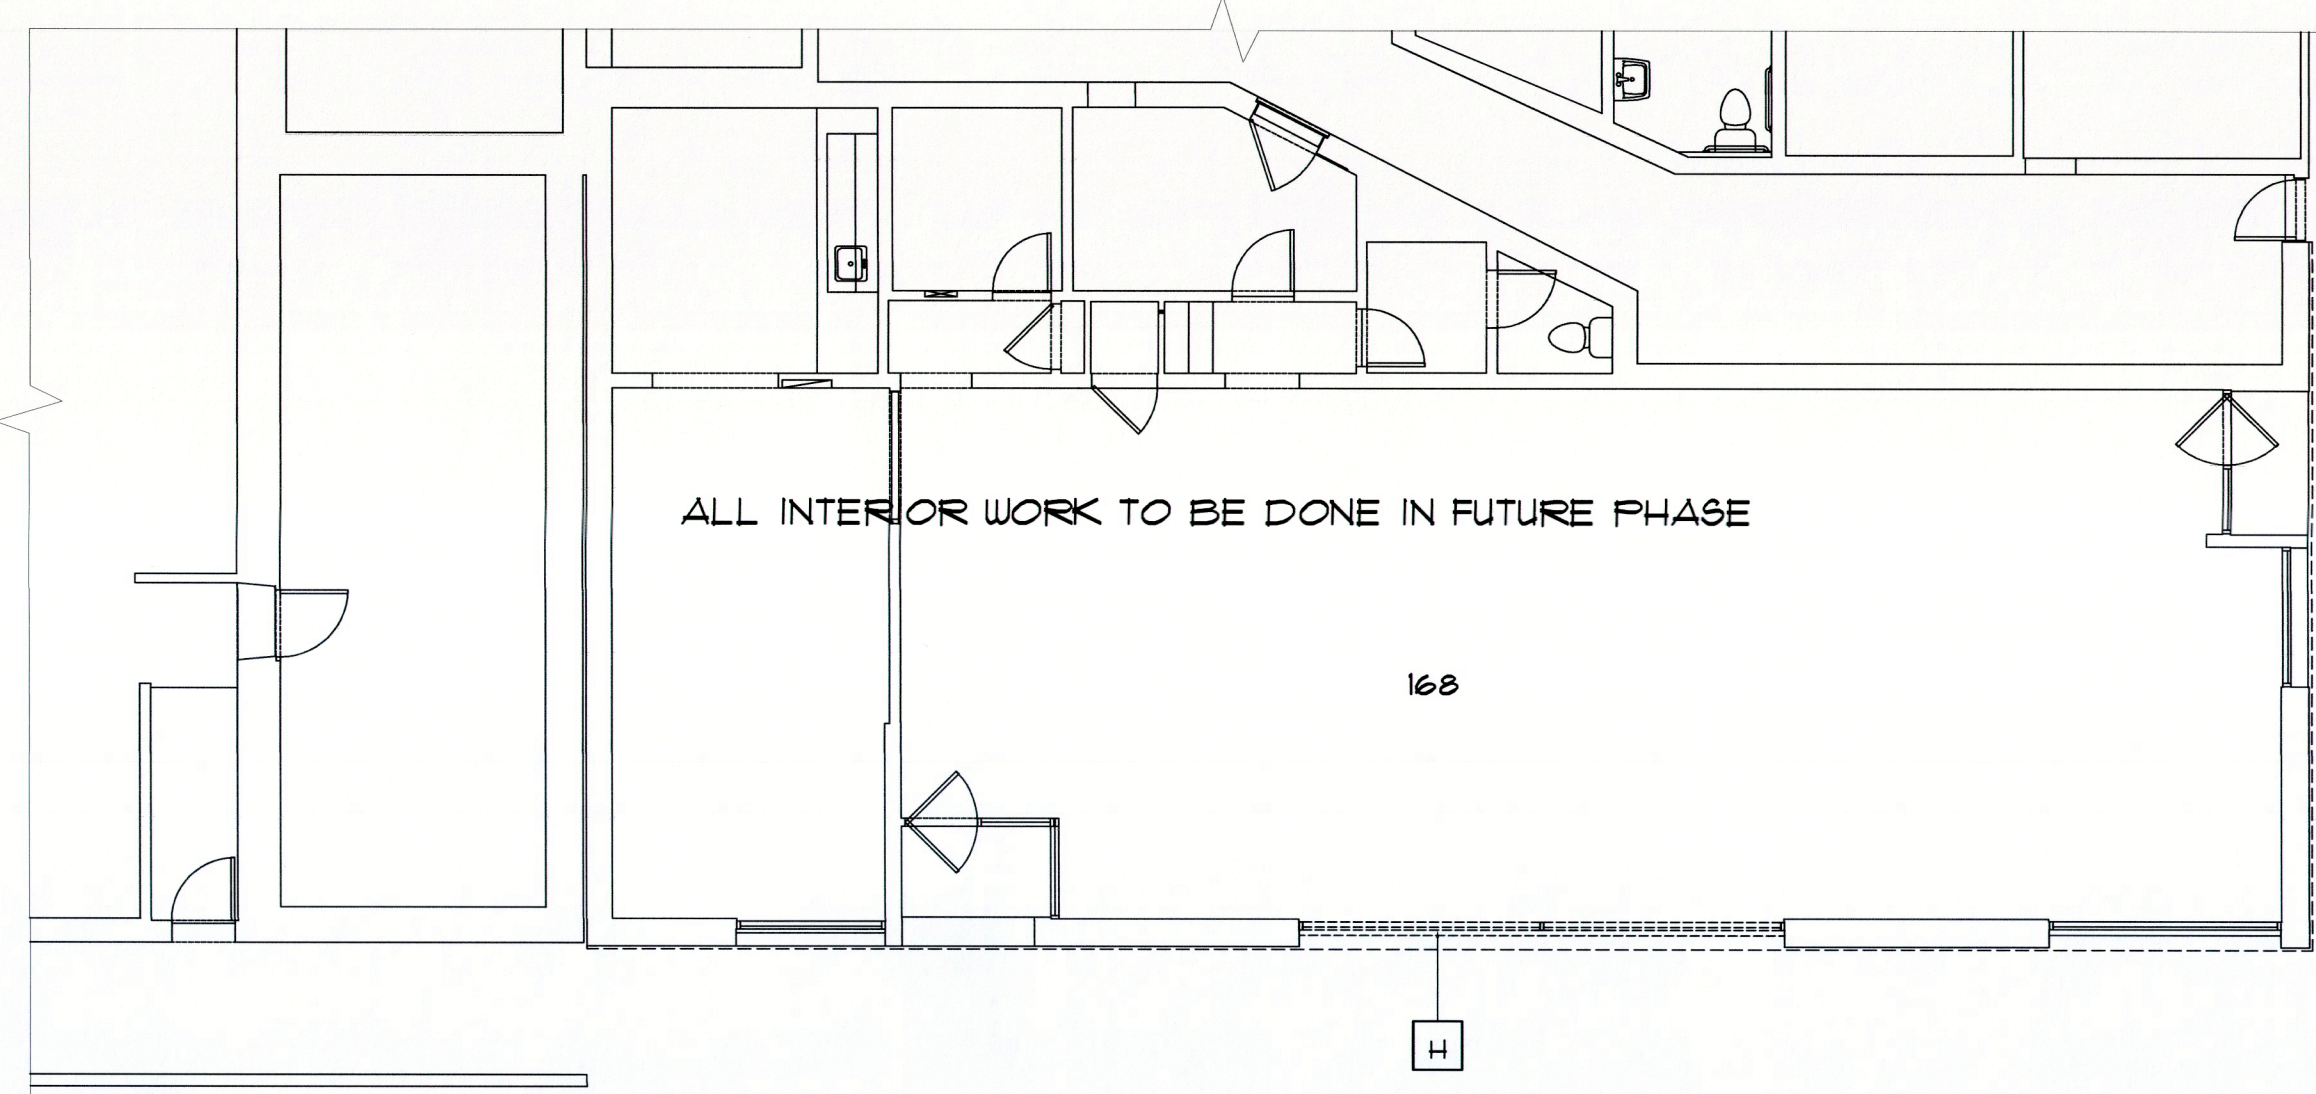 ALL INTERIOR WORK TO BE DONE IN FUTURE PHASE
168
H